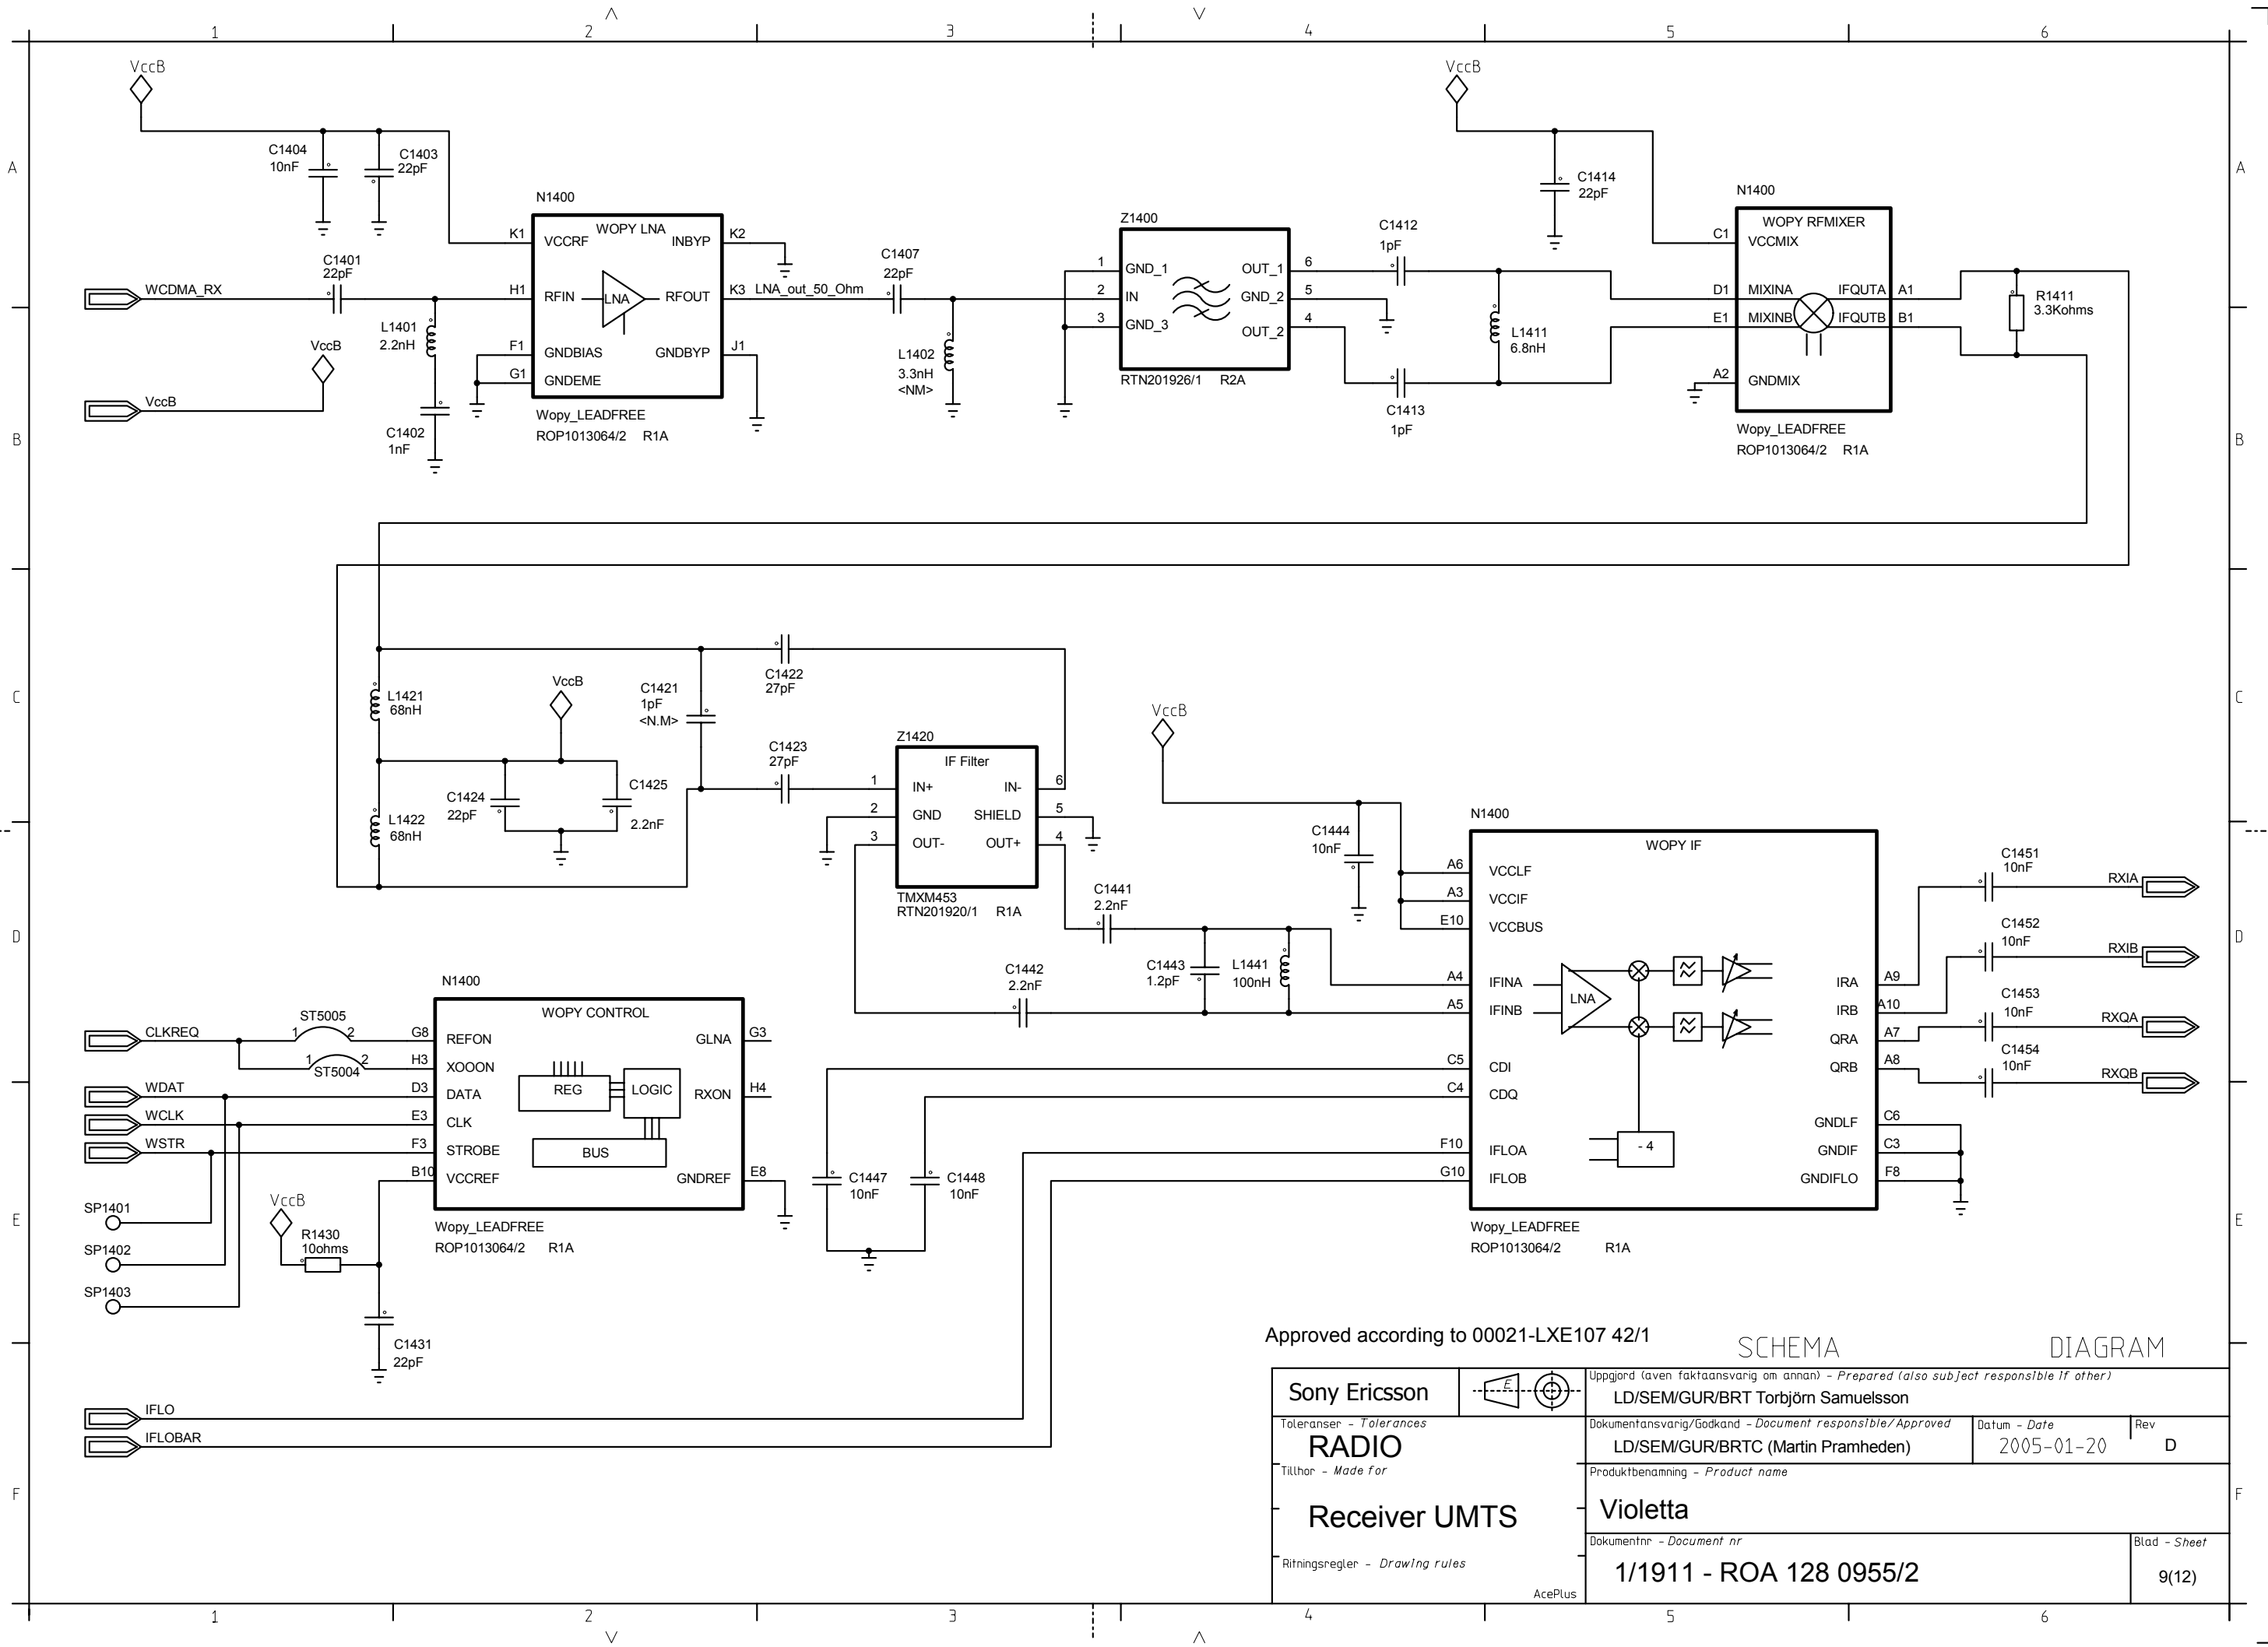 1 2 3 4 5 6
VccB
VccB
A
A
C1404
10nF
C1403
22pF
N1400
WOPY LNA
K1 VCCRF
INBYP K2
C1401
22pF
WCDMA_RX
H1 RFIN
LNA
RFOUT K3
LNA_out_50_Ohm
L1401
2.2nH
VccB
F1 GNDBIAS
GNDBYP J1
G1 GNDEME
VccB
C1402
1nF
Wopy_LEADFREE
ROP1013064/2 R1A
C1407
22pF
L1402
3.3nH
<NM>
Z1400
1 GND_1
OUT_1 6
2 IN
GND_2 5
3 GND_3
OUT_2 4
RTN201926/1 R2A
C1412
1pF
C1413
1pF
L1411
6.8nH
C1414
22pF
N1400
WOPY RFMIXER
C1 VCCMIX
D1 MIXINA
IFQUTA A1
E1 MIXINB
IFQUTB B1
A2 GNDMIX
Wopy_LEADFREE
ROP1013064/2 R1A
R1411
3.3Kohms
B
B
C
C
L1421
68nH
VccB
C1421
1pF
<N.M>
C1422
27pF
C1423
27pF
C1424
22pF
C1425
2.2nF
L1422
68nH
Z1420
IF Filter
1 IN+
IN- 6
2 GND
SHIELD 5
3 OUT-
OUT+ 4
TMXM453
RTN201920/1 R1A
VccB
C1441
2.2nF
C1442
2.2nF
C1443
1.2pF
L1441
100nH
C1444
10nF
D
D
N1400
WOPY IF
A6 VCCLF
A3 VCCIF
E10 VCCBUS
A4 IFINA
A5 IFINB
LNA
C5 CDI
C4 CDQ
F10 IFLOA
G10 IFLOB
- 4
IRA A9
IRB A10
QRA A7
QRB A8
GNDLF C6
GNDIF C3
GNDIFLO F8
Wopy_LEADFREE
ROP1013064/2 R1A
C1451
10nF
RXIA
C1452
10nF
RXIB
C1453
10nF
RXQA
C1454
10nF
RXQB
N1400
WOPY CONTROL
CLKREQ
ST5005
1 2
G8 REFON
GLNA G3
1 2
ST5004
H3 XOOON
WDAT
D3 DATA
REG
LOGIC
RXON H4
WCLK
E3 CLK
WSTR
F3 STROBE
BUS
B10 VCCREF
GNDREF E8
Wopy_LEADFREE
ROP1013064/2 R1A
C1447
10nF
C1448
10nF
E
E
SP1401
SP1402
SP1403
VccB
R1430
10ohms
C1431
22pF
IFLO
IFLOBAR
F
F
Approved according to 00021-LXE107 42/1
SCHEMA DIAGRAM
Sony Ericsson
E
Uppgjord (aven faktaansvarig om annan) - Prepared (also subject responsible if other)
LD/SEM/GUR/BRT Torbjörn Samuelsson
Toleranser - Tolerances
RADIO
Dokumentansvarig/Godkand - Document responsible/Approved
LD/SEM/GUR/BRTC (Martin Pramheden)
Datum - Date
2005-01-20
Rev
D
Tillhor - Made for
Receiver UMTS
Produktbenamning - Product name
Violetta
Ritningsregler - Drawing rules
AcePlus
Dokumentnr - Document nr
1/1911 - ROA 128 0955/2
Blad - Sheet
9(12)
1 2 3 4 5 6